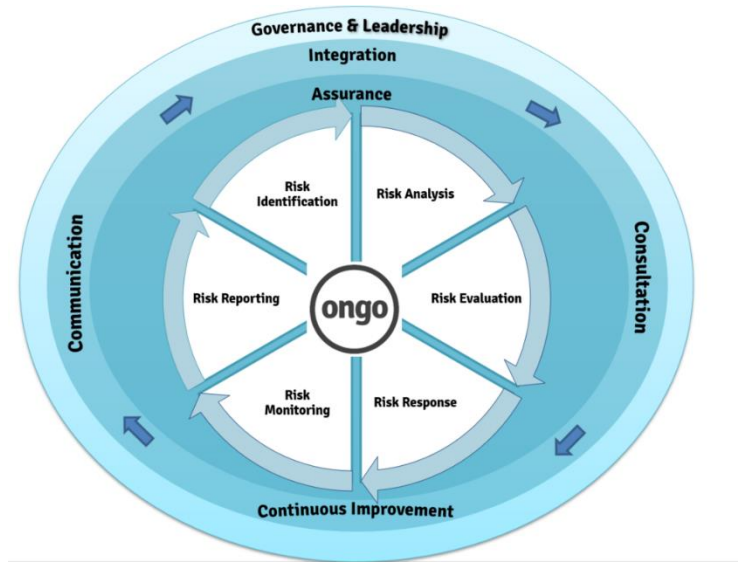 Governance & Leadership
Integration
Assurance
Risk
Identification
Risk Analysis
Communication
Consultation
Risk Reporting
ongo
Risk Evaluation
Risk
Monitoring
Risk Response
Continuous Improvement